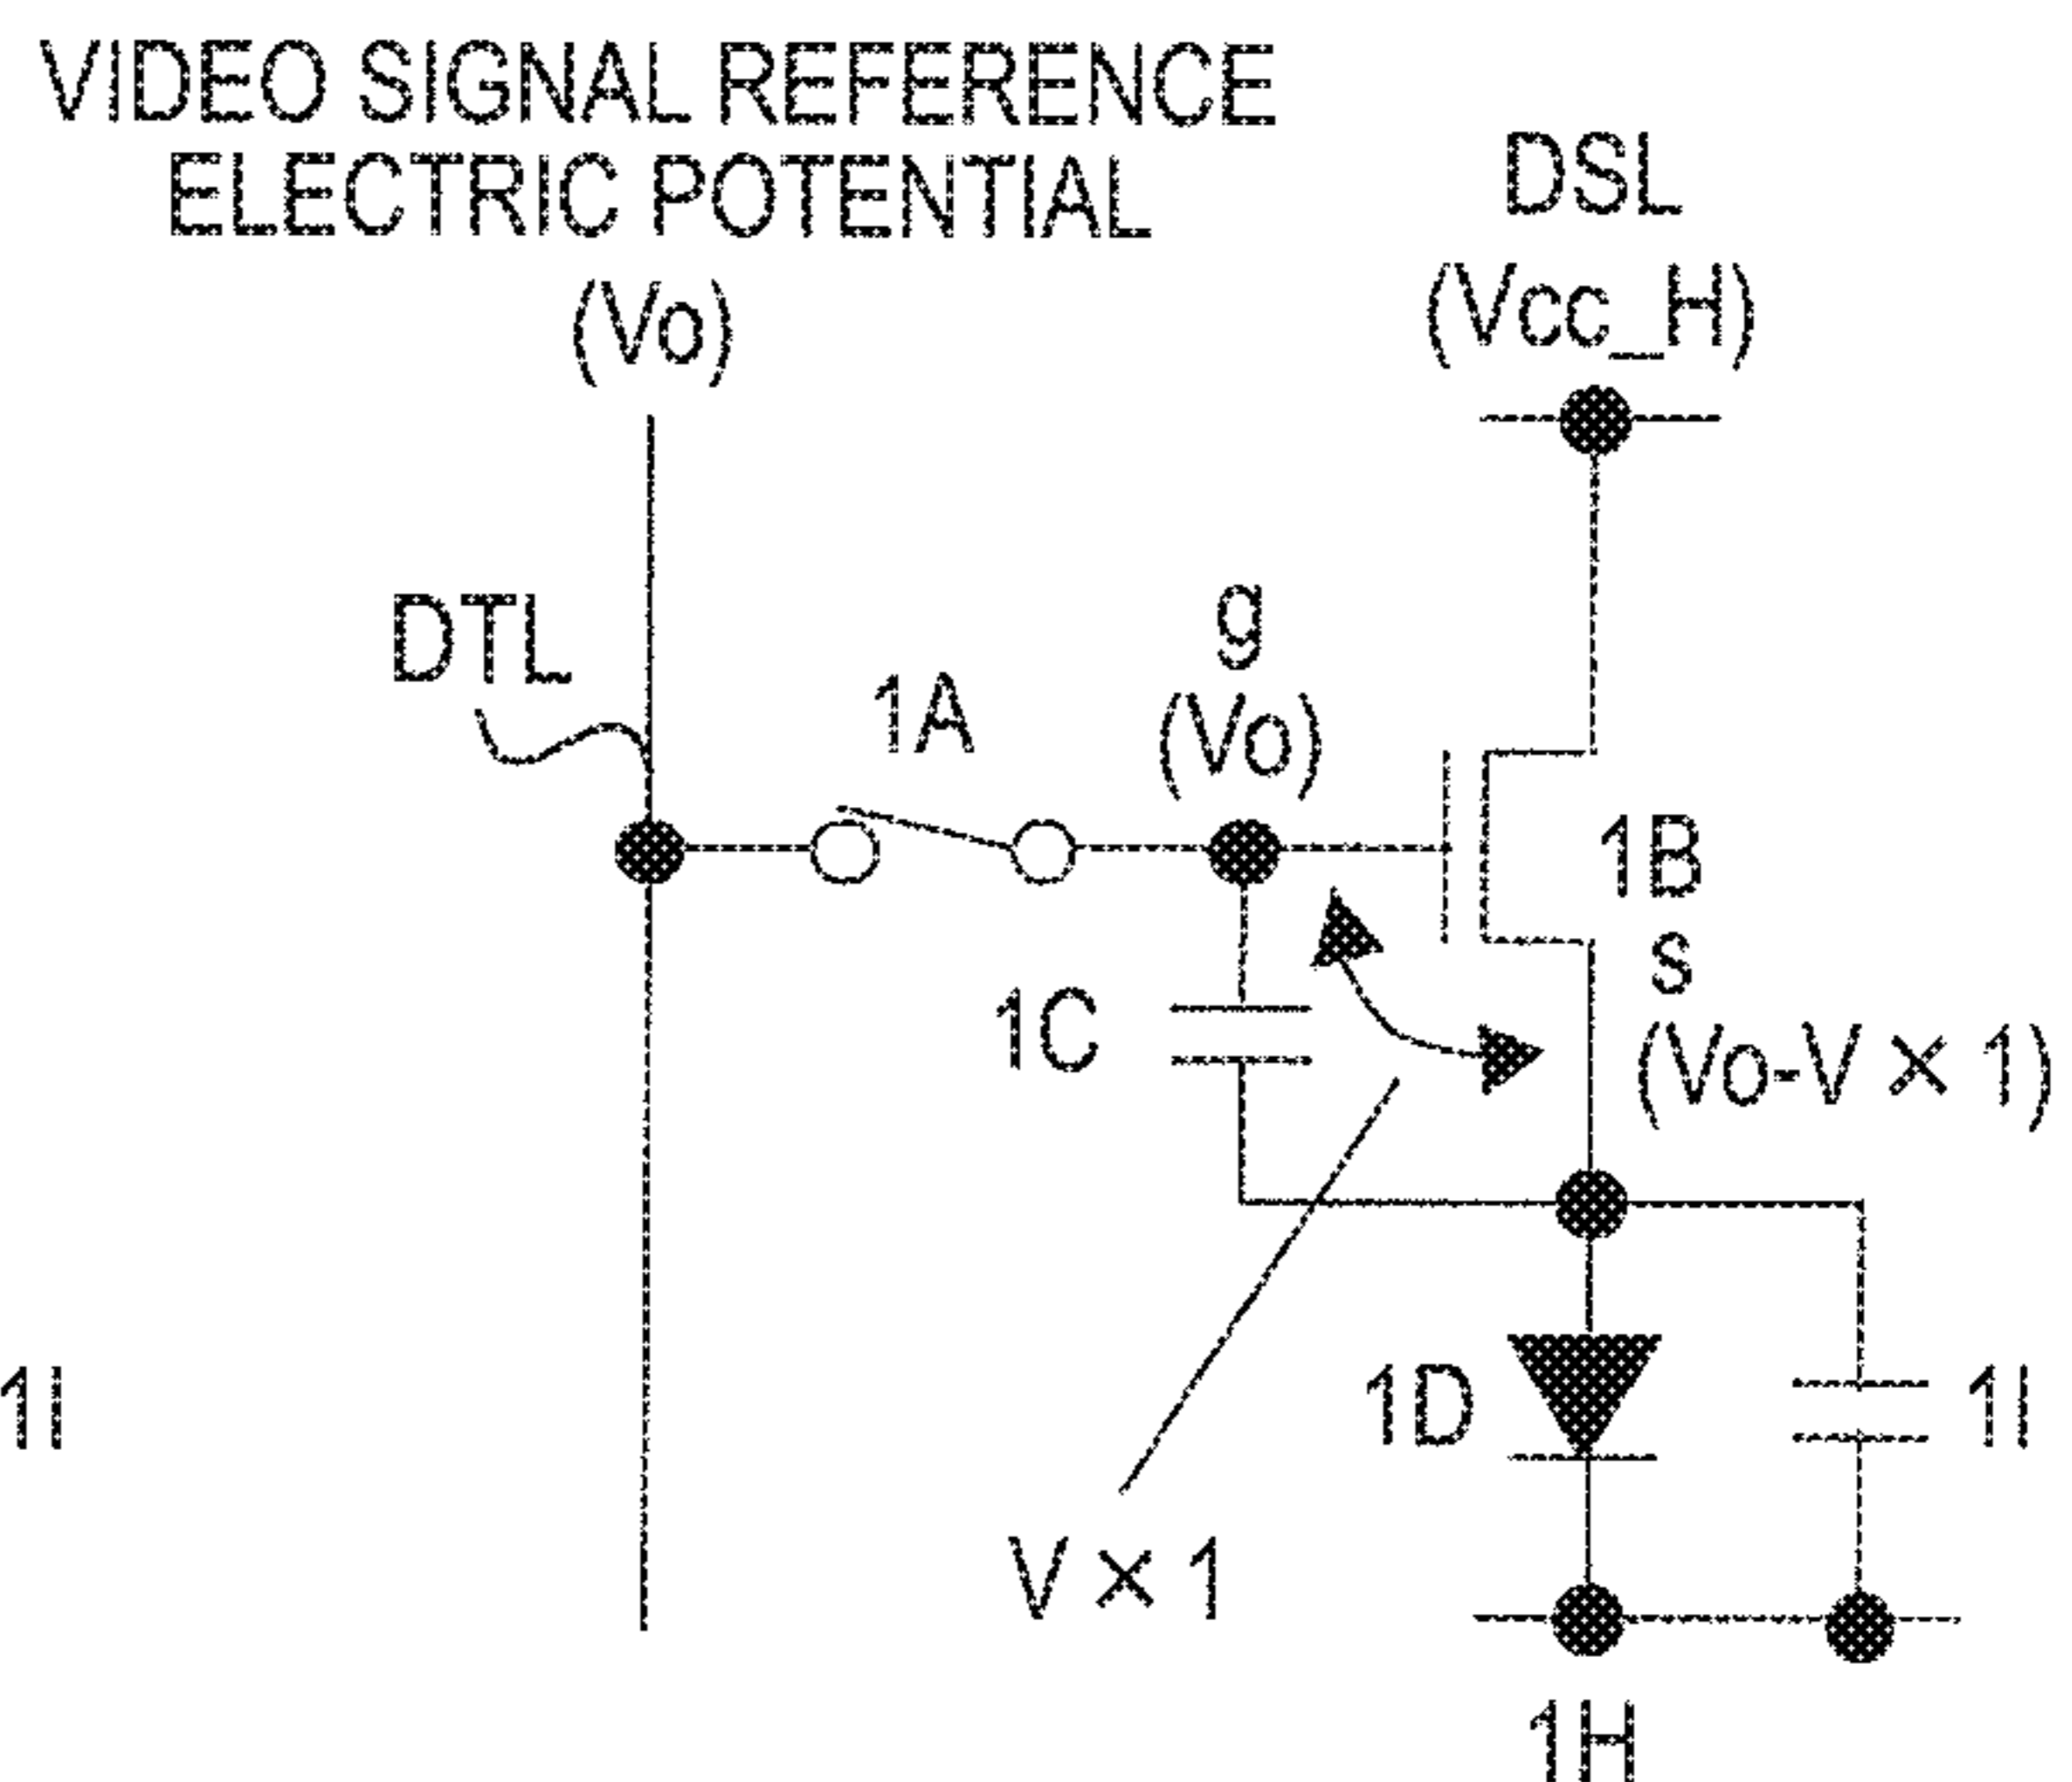 VIDEO SIGNAL REFERENCE
ELECTRIC POTENTIAL
(Vo)
DSL
(Vcc_H)
DTL
1A
g
(Vo)
1B
s
(Vo-V × 1)
1C
1I
1D
1I
V × 1
1H